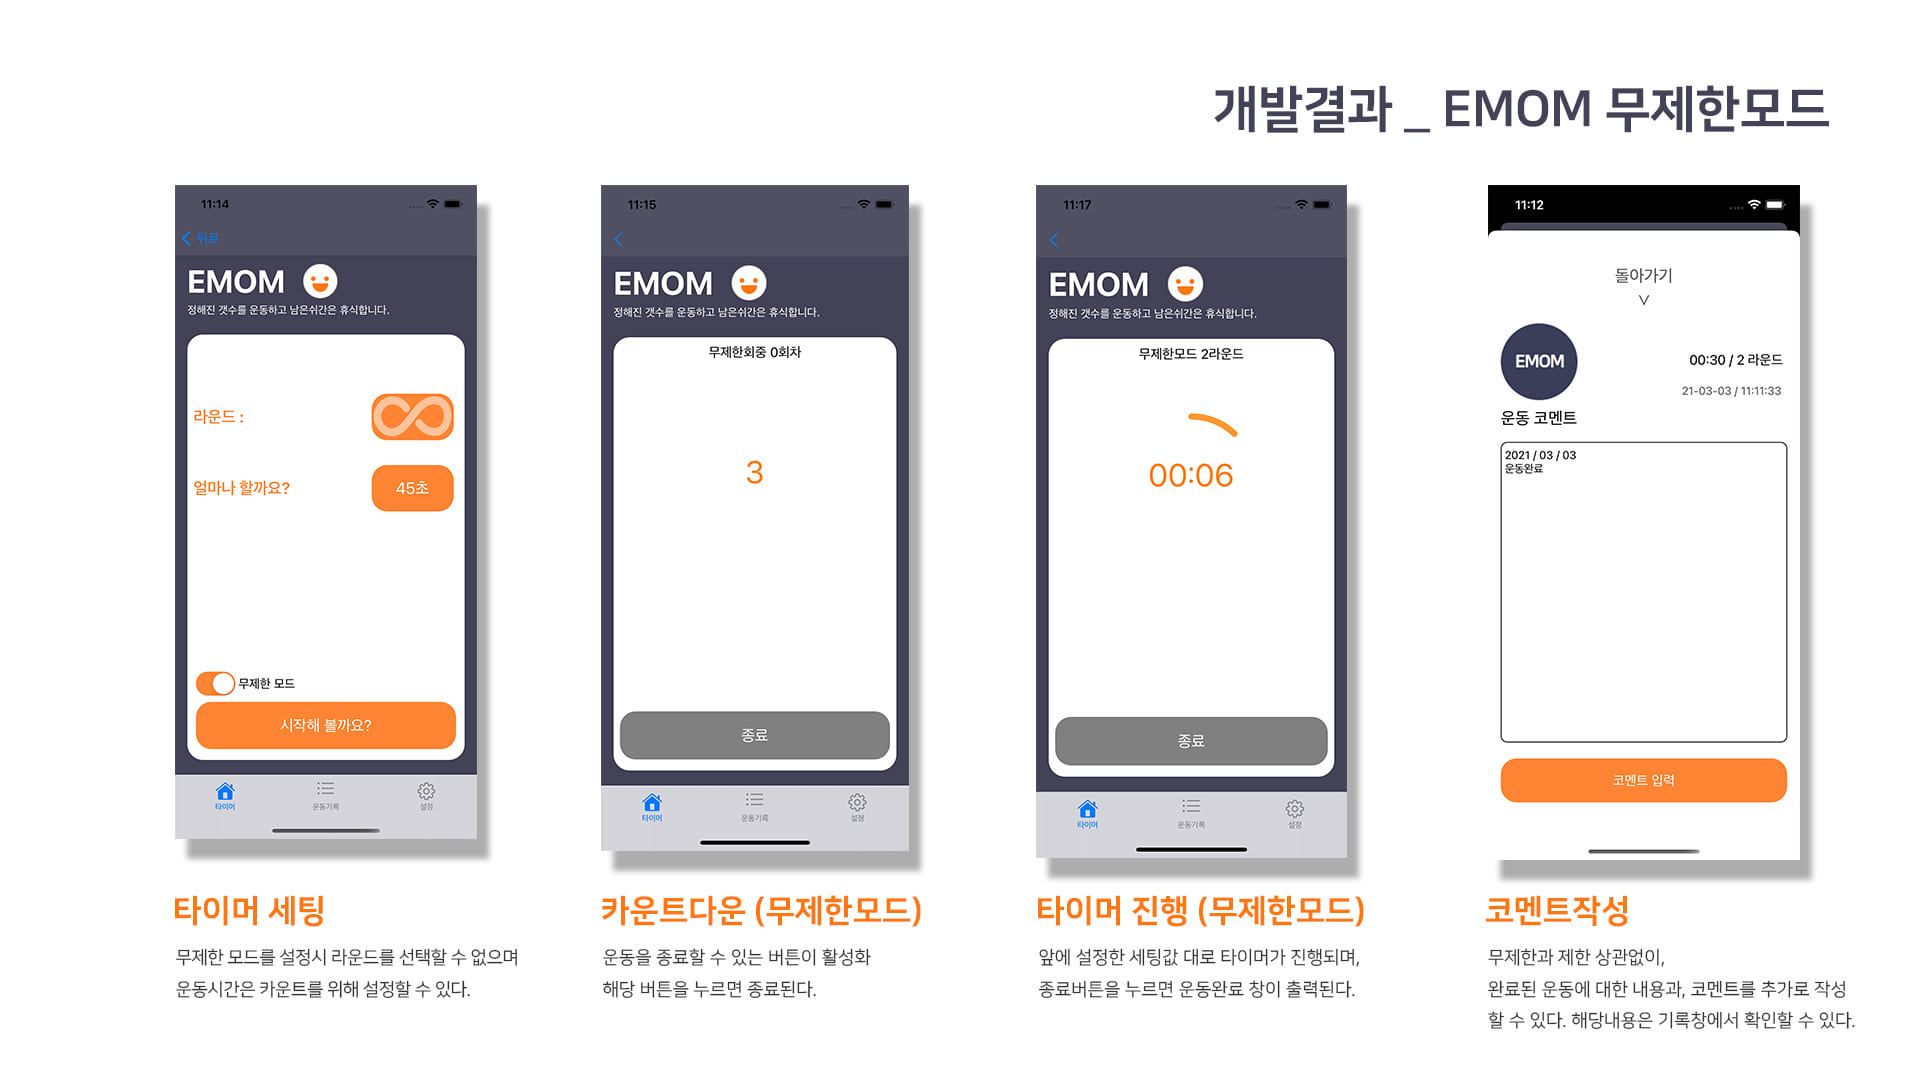 개발결과 _ EMOM 무제한모드
11:14
뒤로
EMOM
정해진 갯수를 운동하고 남은쉬간은 휴식합니다.
라운드 :
얼마나 할까요?
45초
무제한 모드
시작해 볼까요?
타이머
운동기록
설정
타이머 세팅
무제한 모드를 설정시 라운드를 선택할 수 없으며
운동시간은 카운트를 위해 설정할 수 있다.
11:15
EMOM
정해진 갯수를 운동하고 남은쉬간은 휴식합니다.
무제한회중 0회차
3
종료
타이머
운동기록
설정
카운트다운 (무제한모드)
운동을 종료할 수 있는 버튼이 활성화
해당 버튼을 누르면 종료된다.
11:17
EMOM
정해진 갯수를 운동하고 남은쉬간은 휴식합니다.
무제한모드 2라운드
00:06
종료
타이머
운동기록
설정
타이머 진행 (무제한모드)
앞에 설정한 세팅값 대로 타이머가 진행되며,
종료버튼을 누르면 운동완료 창이 출력된다.
11:12
돌아가기
EMOM
00:30 / 2 라운드
21-03-03 / 11:11:33
운동 코멘트
2021 / 03 / 03
운동완료
코멘트 입력
코멘트작성
무제한과 제한 상관없이,
완료된 운동에 대한 내용과, 코멘트를 추가로 작성
할 수 있다. 해당내용은 기록창에서 확인할 수 있다.